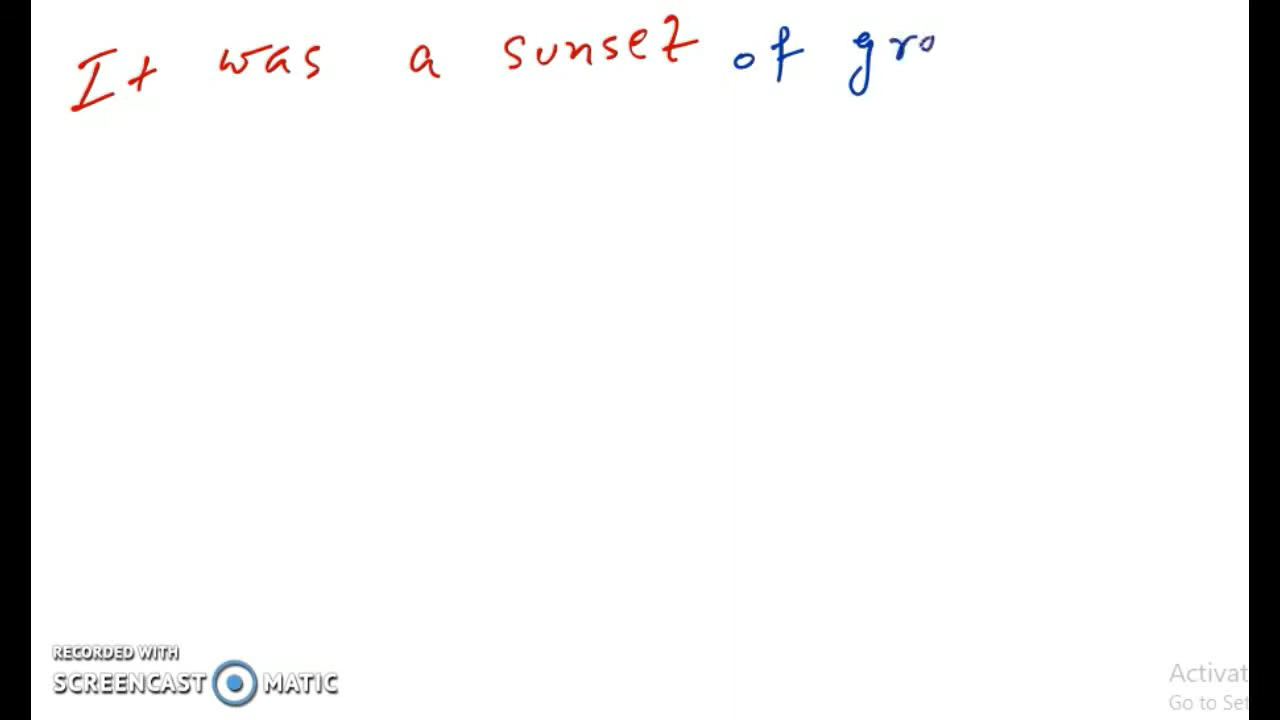 It was a sunset of gro
RECORDED WITH
SCREENCAST MATIC
Activat
Go to Set